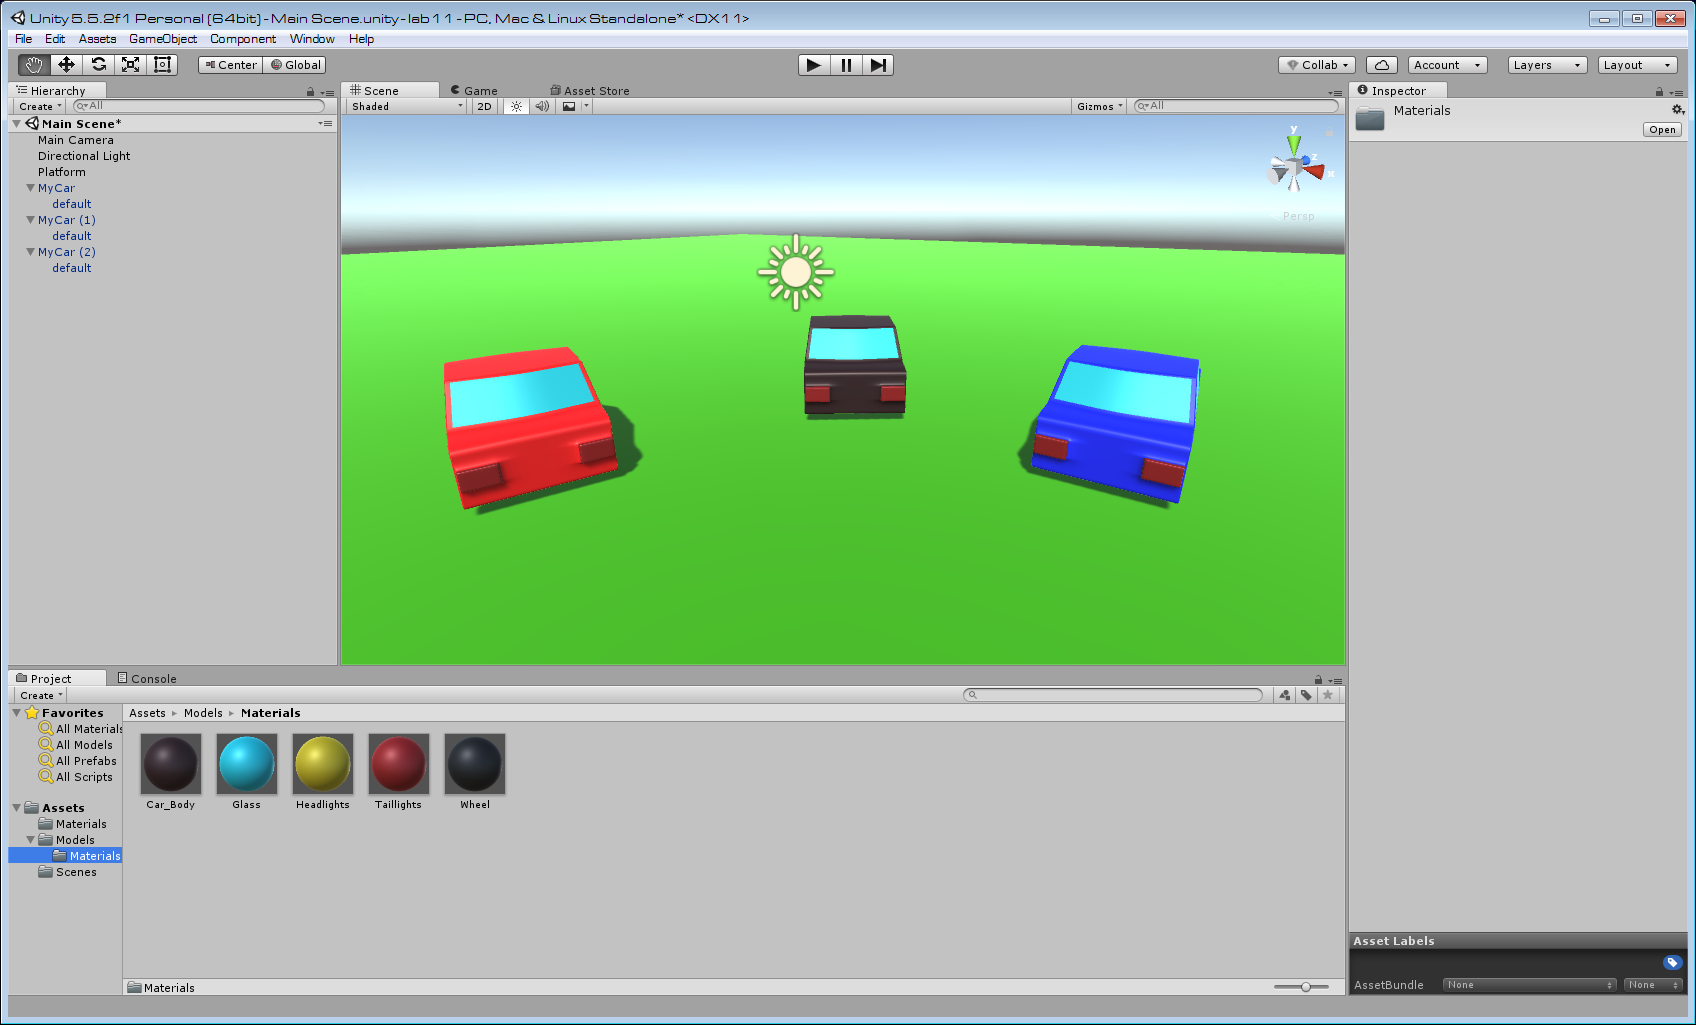 Unity 5.5.2f1 Personal (64bit) - Main Scene.unity - lab 11 - PC, Mac & Linux Standalone* <DX11>
File Edit Assets GameObject Component Window Help
Center Global Collab Account Layers Layout
Hierarchy
Create All
Main Scene*
Main Camera
Directional Light
Platform
MyCar
default
MyCar (1)
default
MyCar (2)
default
Scene Game Asset Store
Shaded 2D Gizmos All
y
z
x
Persp
Inspector
Materials
Open
Project Console
Create
Favorites
All Materials
All Models
All Prefabs
All Scripts
Assets
Materials
Models
Materials
Scenes
Assets Models Materials
Car_Body Glass Headlights Taillights Wheel
Materials
Asset Labels
AssetBundle None None